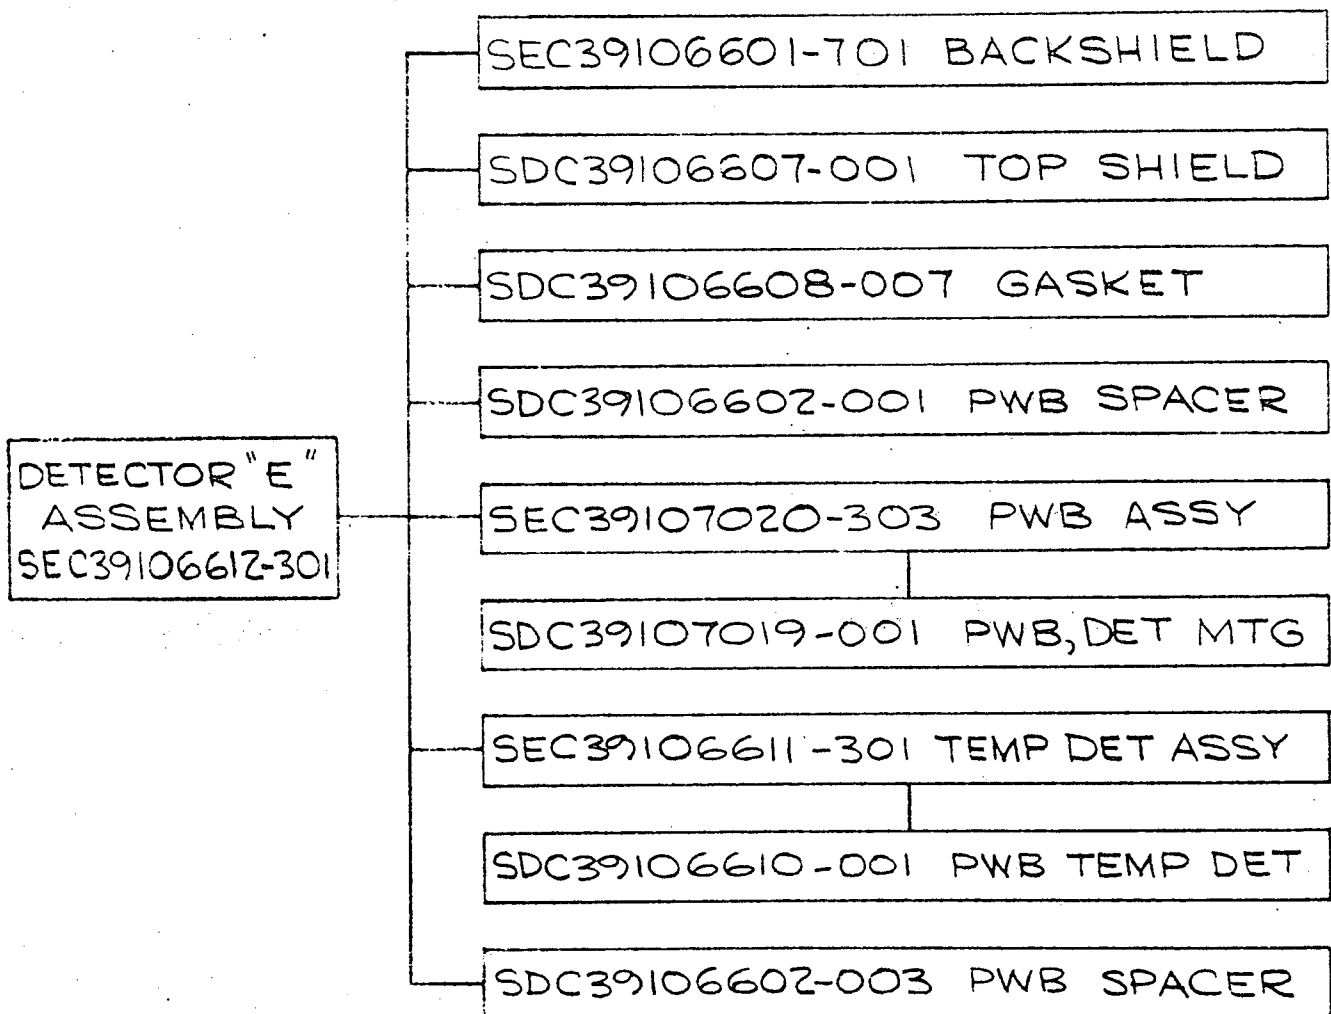 SEC39106601-701 BACKSHIELD
SDC39106607-001 TOP SHIELD
SDC39106608-007 GASKET
SDC39106602-001 PWB SPACER
DETECTOR "E"
ASSEMBLY
SEC39106612-301
SEC39107020-303 PWB ASSY
SDC39107019-001 PWB, DET MTG
SEC39106611-301 TEMP DET ASSY
SDC39106610-001 PWB TEMP DET
SDC39106602-003 PWB SPACER